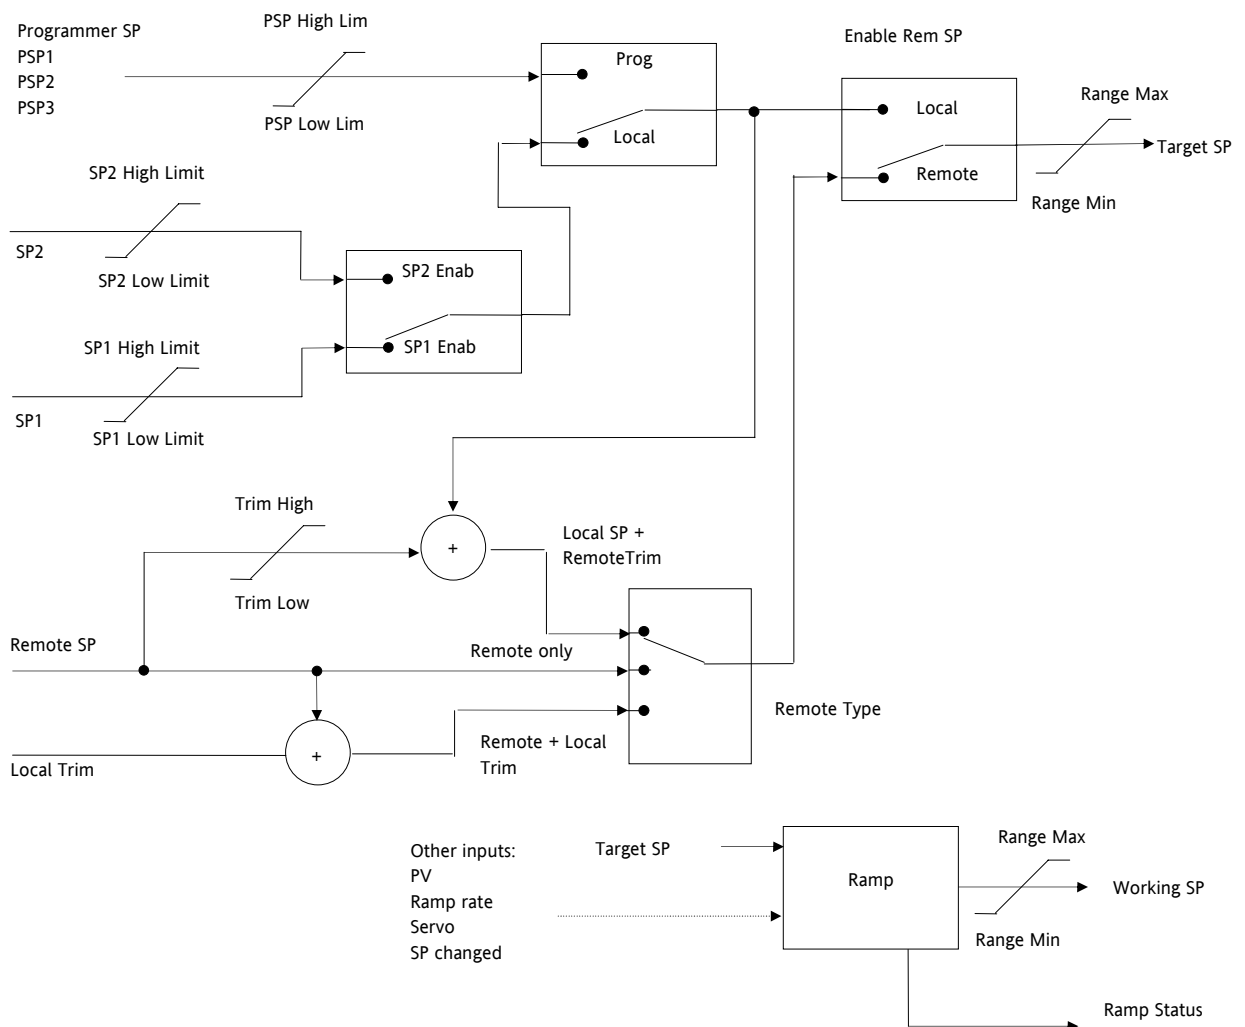 Programmer SP
PSP1
PSP2
PSP3
PSP High Lim
PSP Low Lim
Prog
Local
Enable Rem SP
Local
Remote
Range Max
Range Min
Target SP
SP2 High Limit
SP2
SP2 Low Limit
SP2 Enab
SP1 Enab
SP1 High Limit
SP1
SP1 Low Limit
Trim High
Trim Low
+
Local SP +
RemoteTrim
Remote SP
Remote only
Remote Type
+
Remote + Local
Trim
Local Trim
Other inputs:
PV
Ramp rate
Servo
SP changed
Target SP
Ramp
Range Max
Range Min
Working SP
Ramp Status